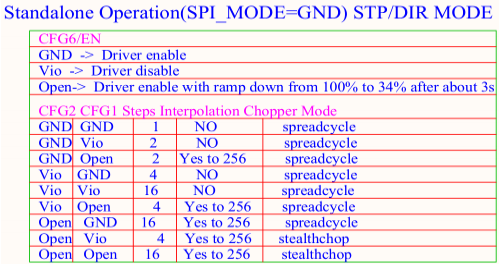 Standalone Operation(SPI_MODE=GND) STP/DIR MODE
CFG6/EN
GND -> Driver enable
Vio -> Driver disable
Open-> Driver enable with ramp down from 100% to 34% after about 3s
CFG2 CFG1 Steps Interpolation Chopper Mode
GND GND 1 NO spreadcycle
GND Vio 2 NO spreadcycle
GND Open 2 Yes to 256 spreadcycle
Vio GND 4 NO spreadcycle
Vio Vio 16 NO spreadcycle
Vio Open 4 Yes to 256 spreadcycle
Open GND 16 Yes to 256 spreadcycle
Open Vio 4 Yes to 256 stealthchop
Open Open 16 Yes to 256 stealthchop